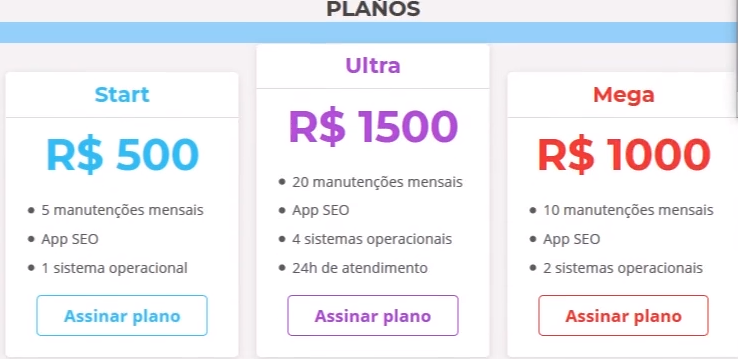 PLANOS
Start
R$ 500
5 manutenções mensais
App SEO
1 sistema operacional
Assinar plano
Ultra
R$ 1500
20 manutenções mensais
App SEO
4 sistemas operacionais
24h de atendimento
Assinar plano
Mega
R$ 1000
10 manutenções mensais
App SEO
2 sistemas operacionais
Assinar plano